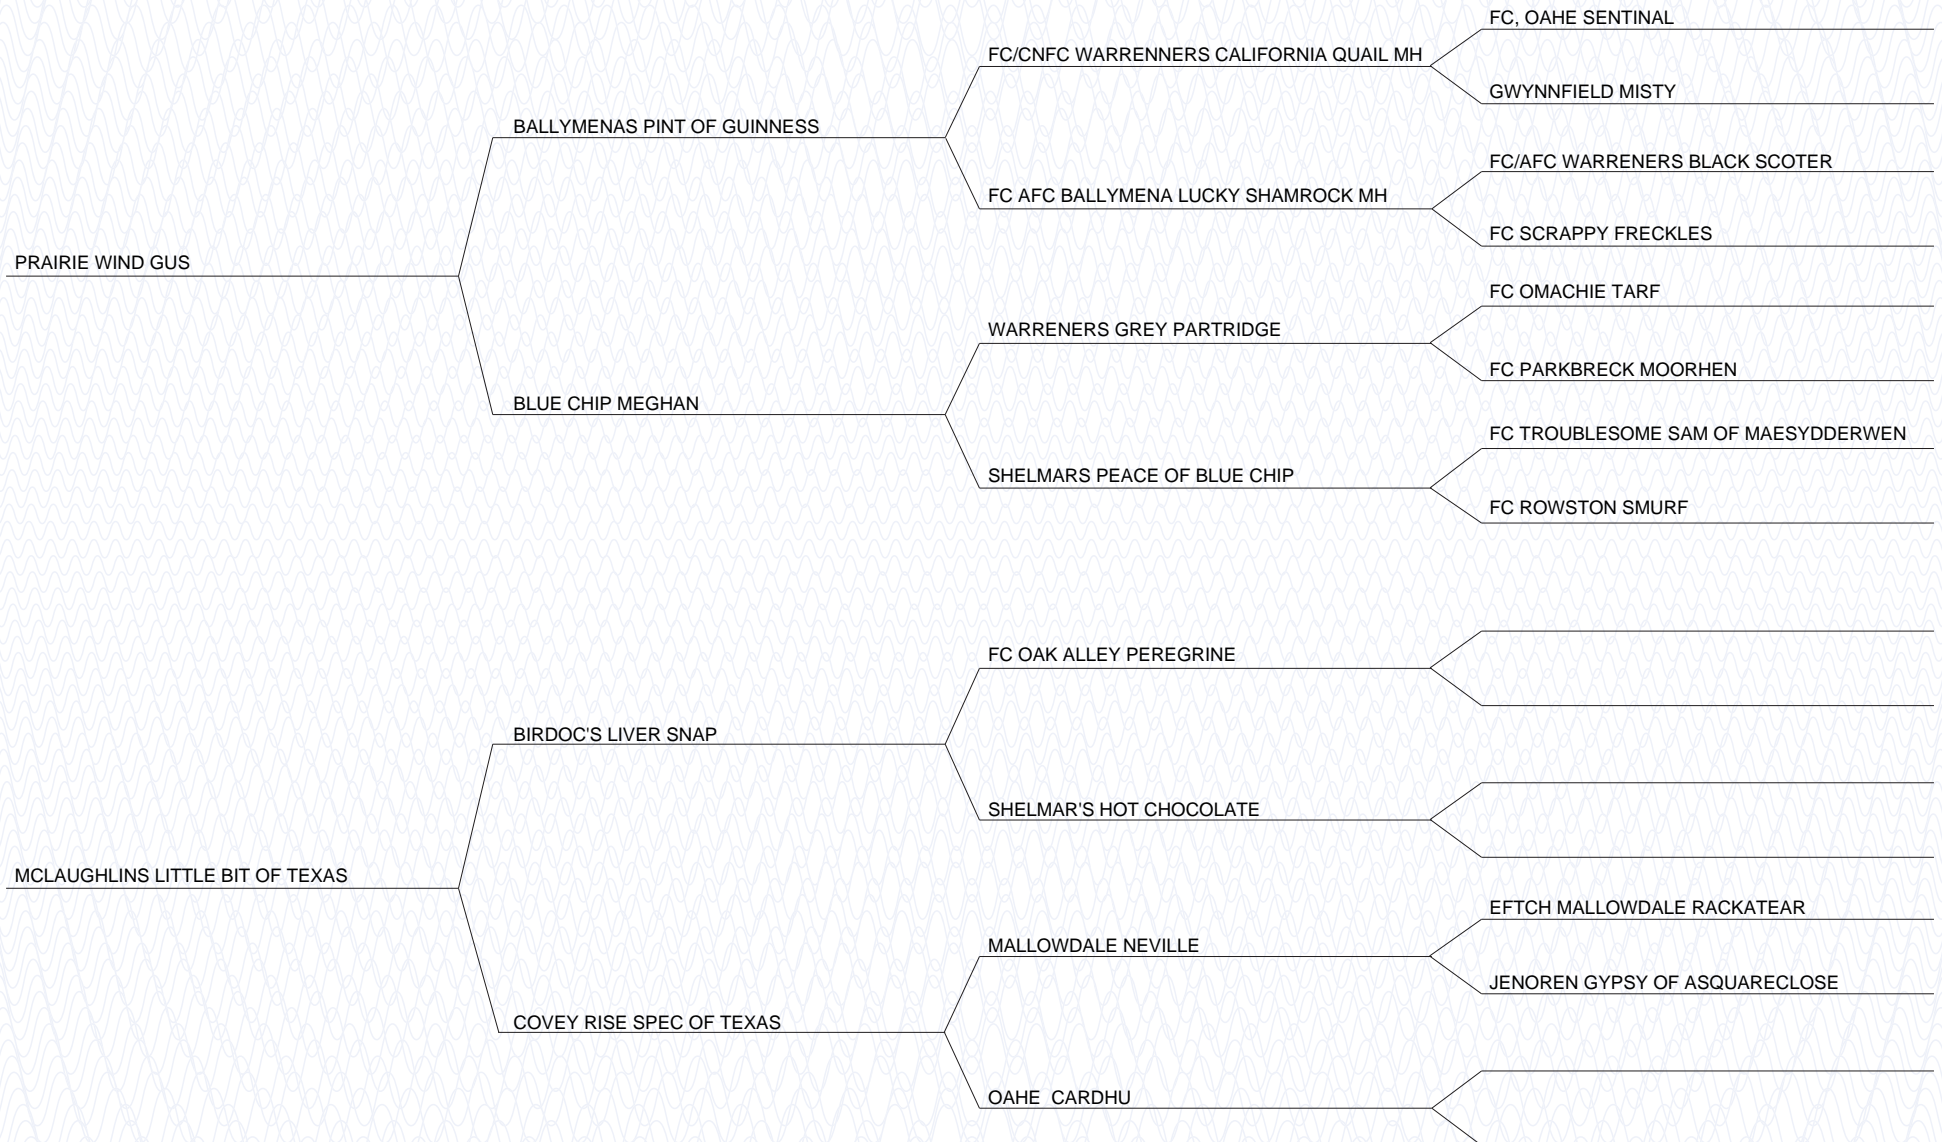 FC, OAHE SENTINAL
FC/CNFC WARRENNERS CALIFORNIA QUAIL MH
GWYNNFIELD MISTY
BALLYMENAS PINT OF GUINNESS
FC/AFC WARRENERS BLACK SCOTER
FC AFC BALLYMENA LUCKY SHAMROCK MH
FC SCRAPPY FRECKLES
PRAIRIE WIND GUS
FC OMACHIE TARF
WARRENERS GREY PARTRIDGE
FC PARKBRECK MOORHEN
BLUE CHIP MEGHAN
FC TROUBLESOME SAM OF MAESYDDERWEN
SHELMARS PEACE OF BLUE CHIP
FC ROWSTON SMURF
FC OAK ALLEY PEREGRINE
BIRDOC'S LIVER SNAP
SHELMAR'S HOT CHOCOLATE
MCLAUGHLINS LITTLE BIT OF TEXAS
EFTCH MALLOWDALE RACKATEAR
MALLOWDALE NEVILLE
JENOREN GYPSY OF ASQUARECLOSE
COVEY RISE SPEC OF TEXAS
OAHE  CARDHU